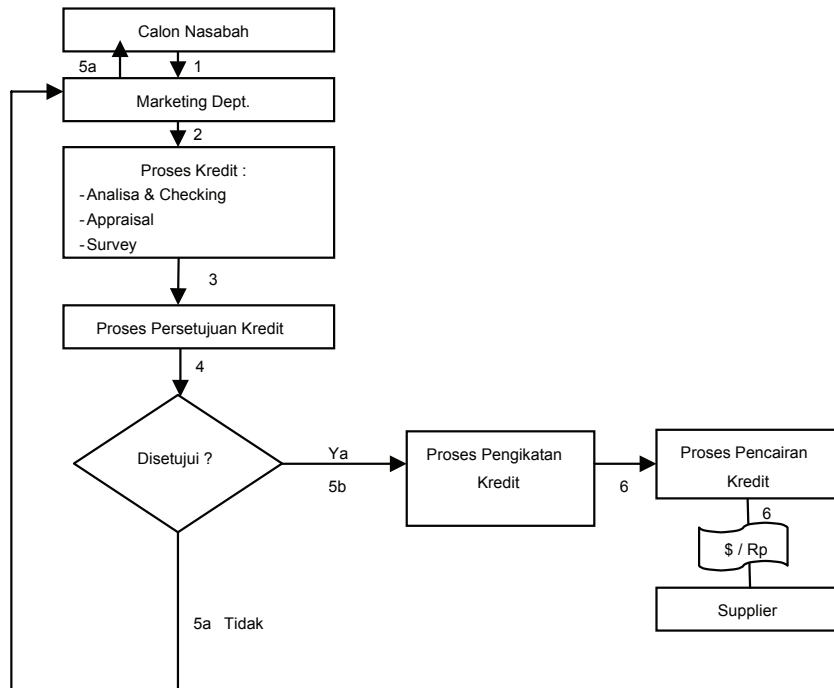 Calon Nasabah
5a
1
Marketing Dept.
2
Proses Kredit :
-Analisa & Checking
-Appraisal
-Survey
3
Proses Persetujuan Kredit
4
Disetujui ?
Ya
5b
Proses Pengikatan
Kredit
6
Proses Pencairan
Kredit
6
$ / Rp
Supplier
5a Tidak